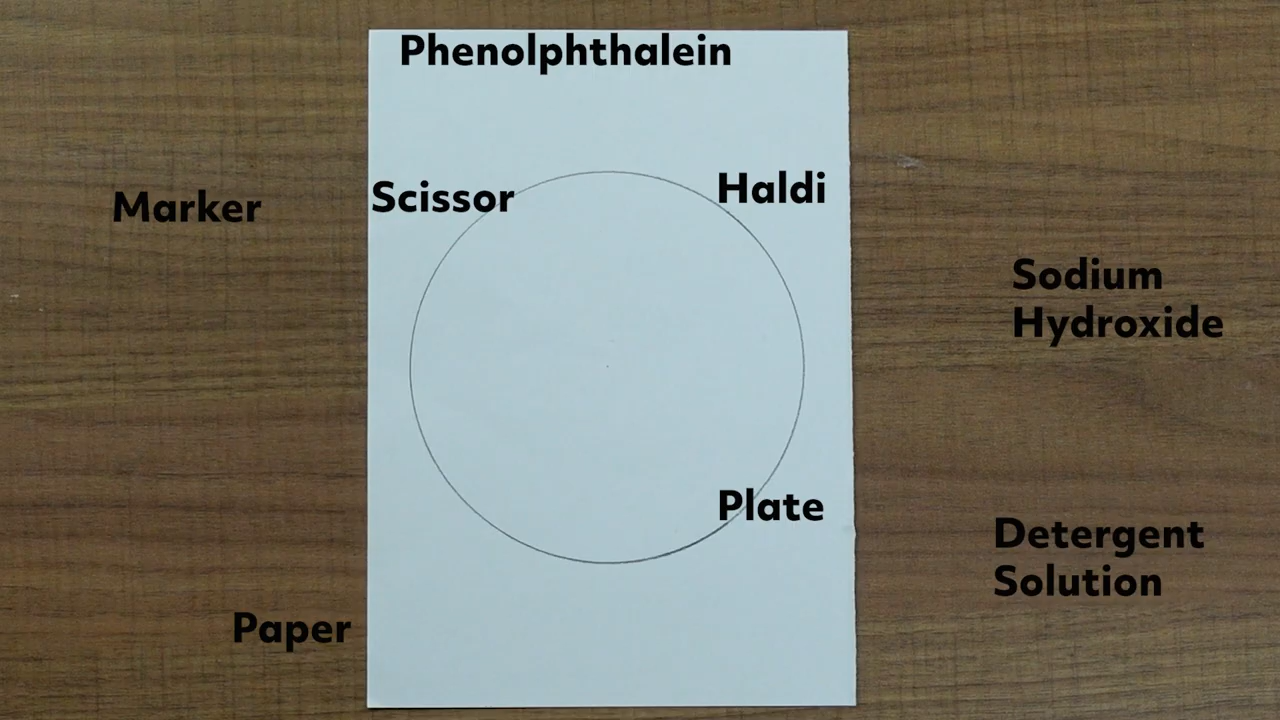 Phenolphthalein
Marker
Scissor
Haldi
Sodium
Hydroxide
Plate
Detergent
Solution
Paper